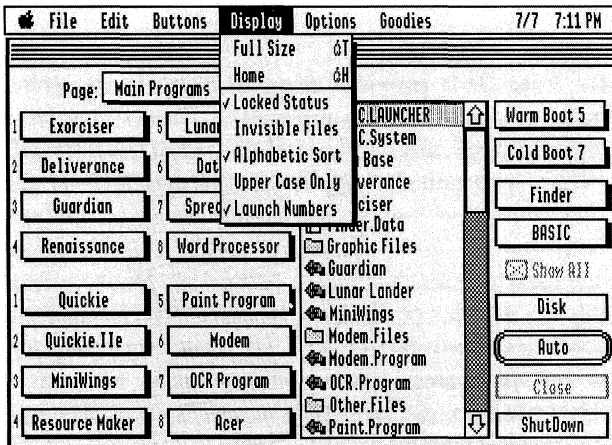 File Edit Buttons Display Options Goodies 7/7 7:11 PM
Full Size T
Home H
Locked Status
Invisible Files
Alphabetic Sort
Upper Case Only
Launch Numbers
Page: Main Programs
1 Exorciser
2 Deliverance
3 Guardian
4 Renaissance
5 Lunar
6 Dat
7 Sprea
8 Word Processor
1 Quickie
2 Quickie.IIe
3 MiniWings
4 Resource Maker
5 Paint Program
6 Modem
7 OCR Program
8 Acer
C.LAUNCHER
C.System
Base
verance
ciser
Finder.Data
Graphic Files
Guardian
Lunar Lander
MiniWings
Modem.Files
Modem.Program
OCR.Program
Other.Files
Paint.Program
Warm Boot 5
Cold Boot 7
Finder
BASIC
Show All
Disk
Auto
Close
ShutDown